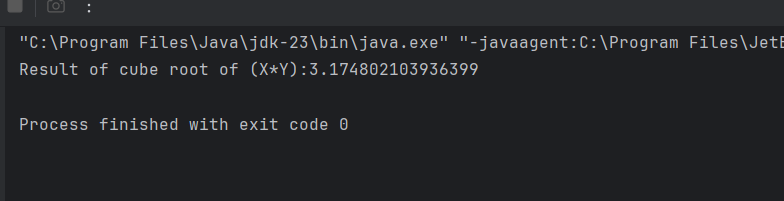 :
"C:\Program Files\Java\jdk-23\bin\java.exe" "-javaagent:C:\Program Files\JetB
Result of cube root of (X*Y):3.174802103936399
Process finished with exit code 0